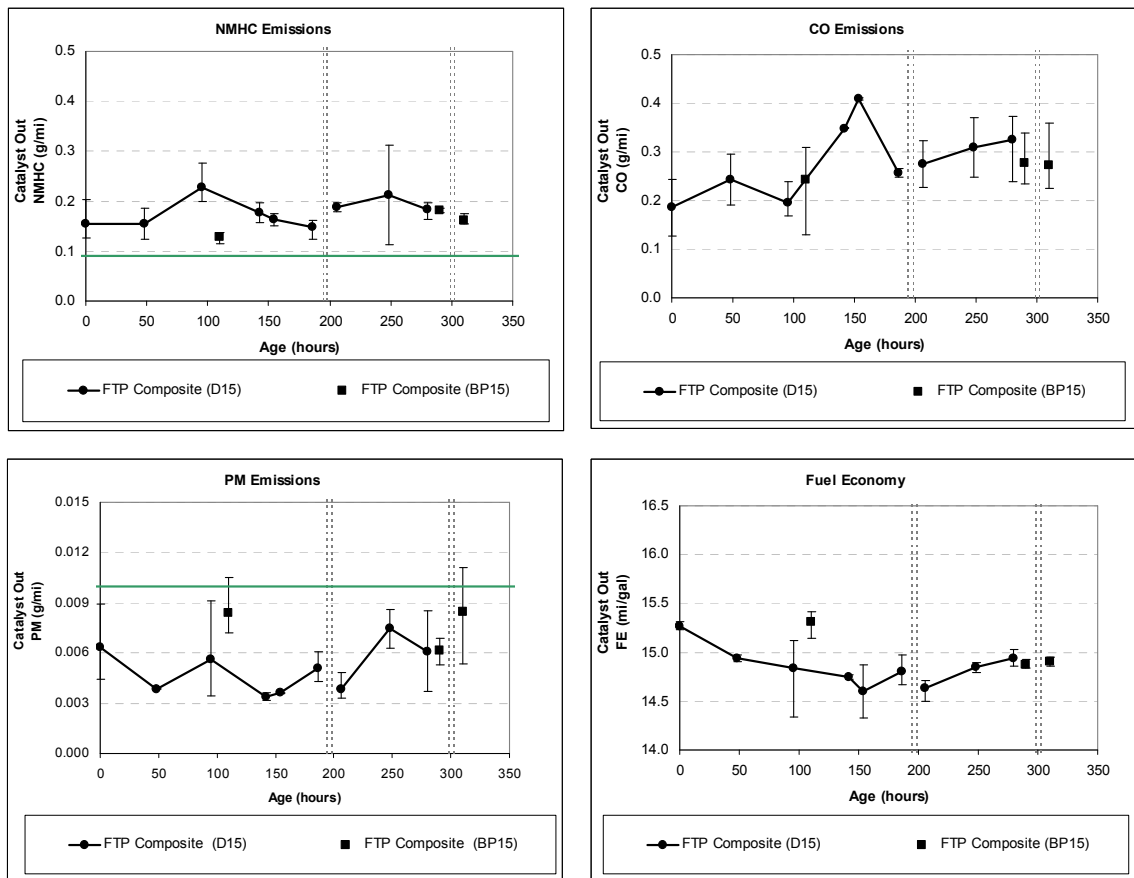 NMHC Emissions
Catalyst Out
NMHC (g/mi)
0.5
0.4
0.3
0.2
0.1
0.0
0 50 100 150 200 250 300 350
Age (hours)
FTP Composite (D15) FTP Composite (BP15)
CO Emissions
Catalyst Out
CO (g/mi)
0.5
0.4
0.3
0.2
0.1
0.0
0 50 100 150 200 250 300 350
Age (hours)
FTP Composite (D15) FTP Composite (BP15)
PM Emissions
Catalyst Out
PM (g/mi)
0.015
0.012
0.009
0.006
0.003
0.000
0 50 100 150 200 250 300 350
Age (hours)
FTP Composite (D15) FTP Composite (BP15)
Fuel Economy
Catalyst Out
FE (mi/gal)
16.5
16.0
15.5
15.0
14.5
14.0
0 50 100 150 200 250 300 350
Age (hours)
FTP Composite (D15) FTP Composite (BP15)